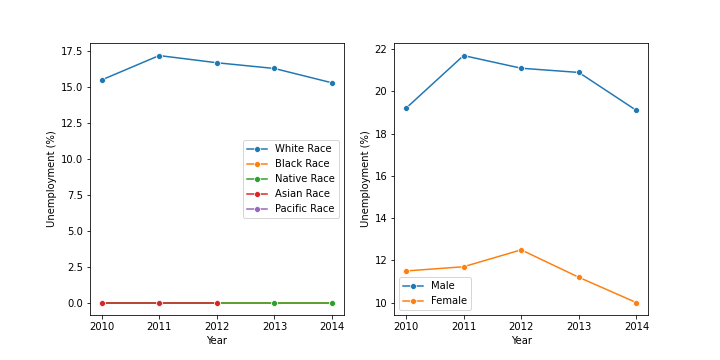 17.5
15.0
12.5
10.0
7.5
5.0
2.5
0.0
Unemployment (%)
White Race
Black Race
Native Race
Asian Race
Pacific Race
2010 2011 2012 2013 2014
Year
22
20
18
16
14
12
10
Unemployment (%)
Male
Female
2010 2011 2012 2013 2014
Year